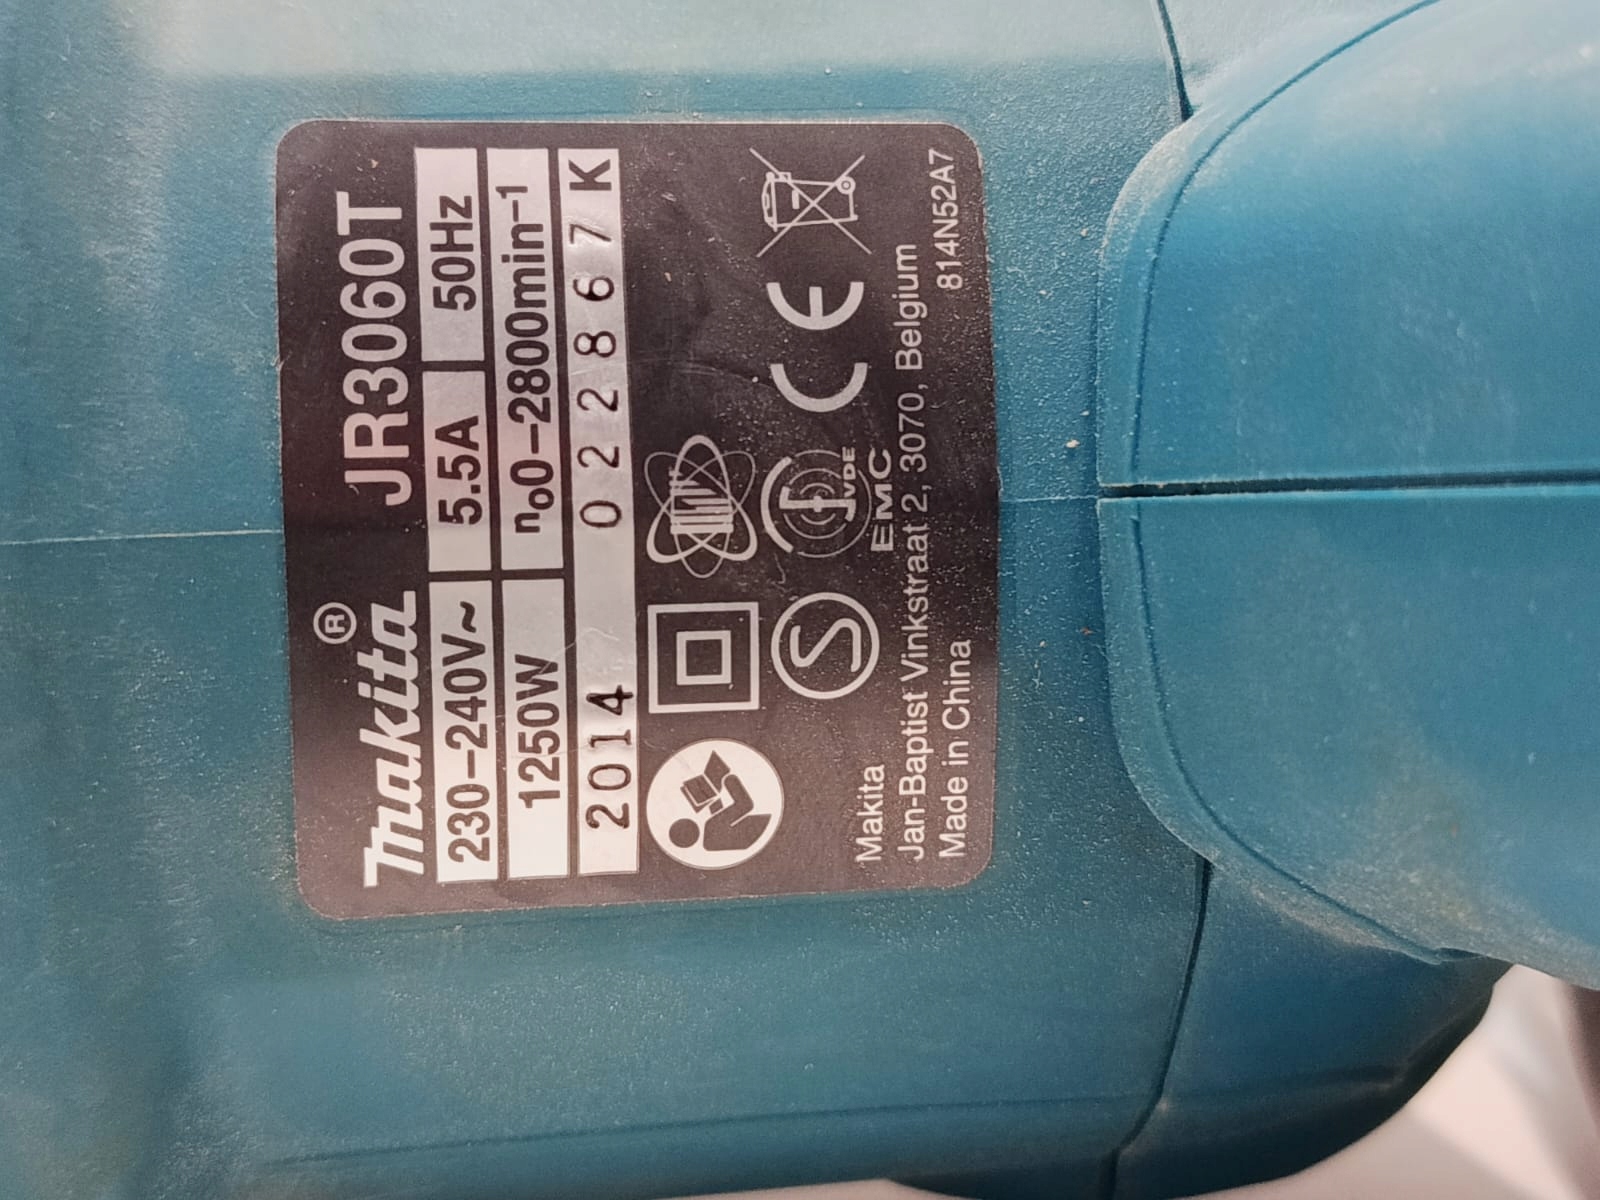 makita® JR3060T
230–240V~ 5.5A 50Hz
1250W n₀0–2800min⁻¹
2014 022867 K
VDE
EMC
S
Makita
Jan-Baptist Vinkstraat 2, 3070, Belgium
Made in China 814N52A7